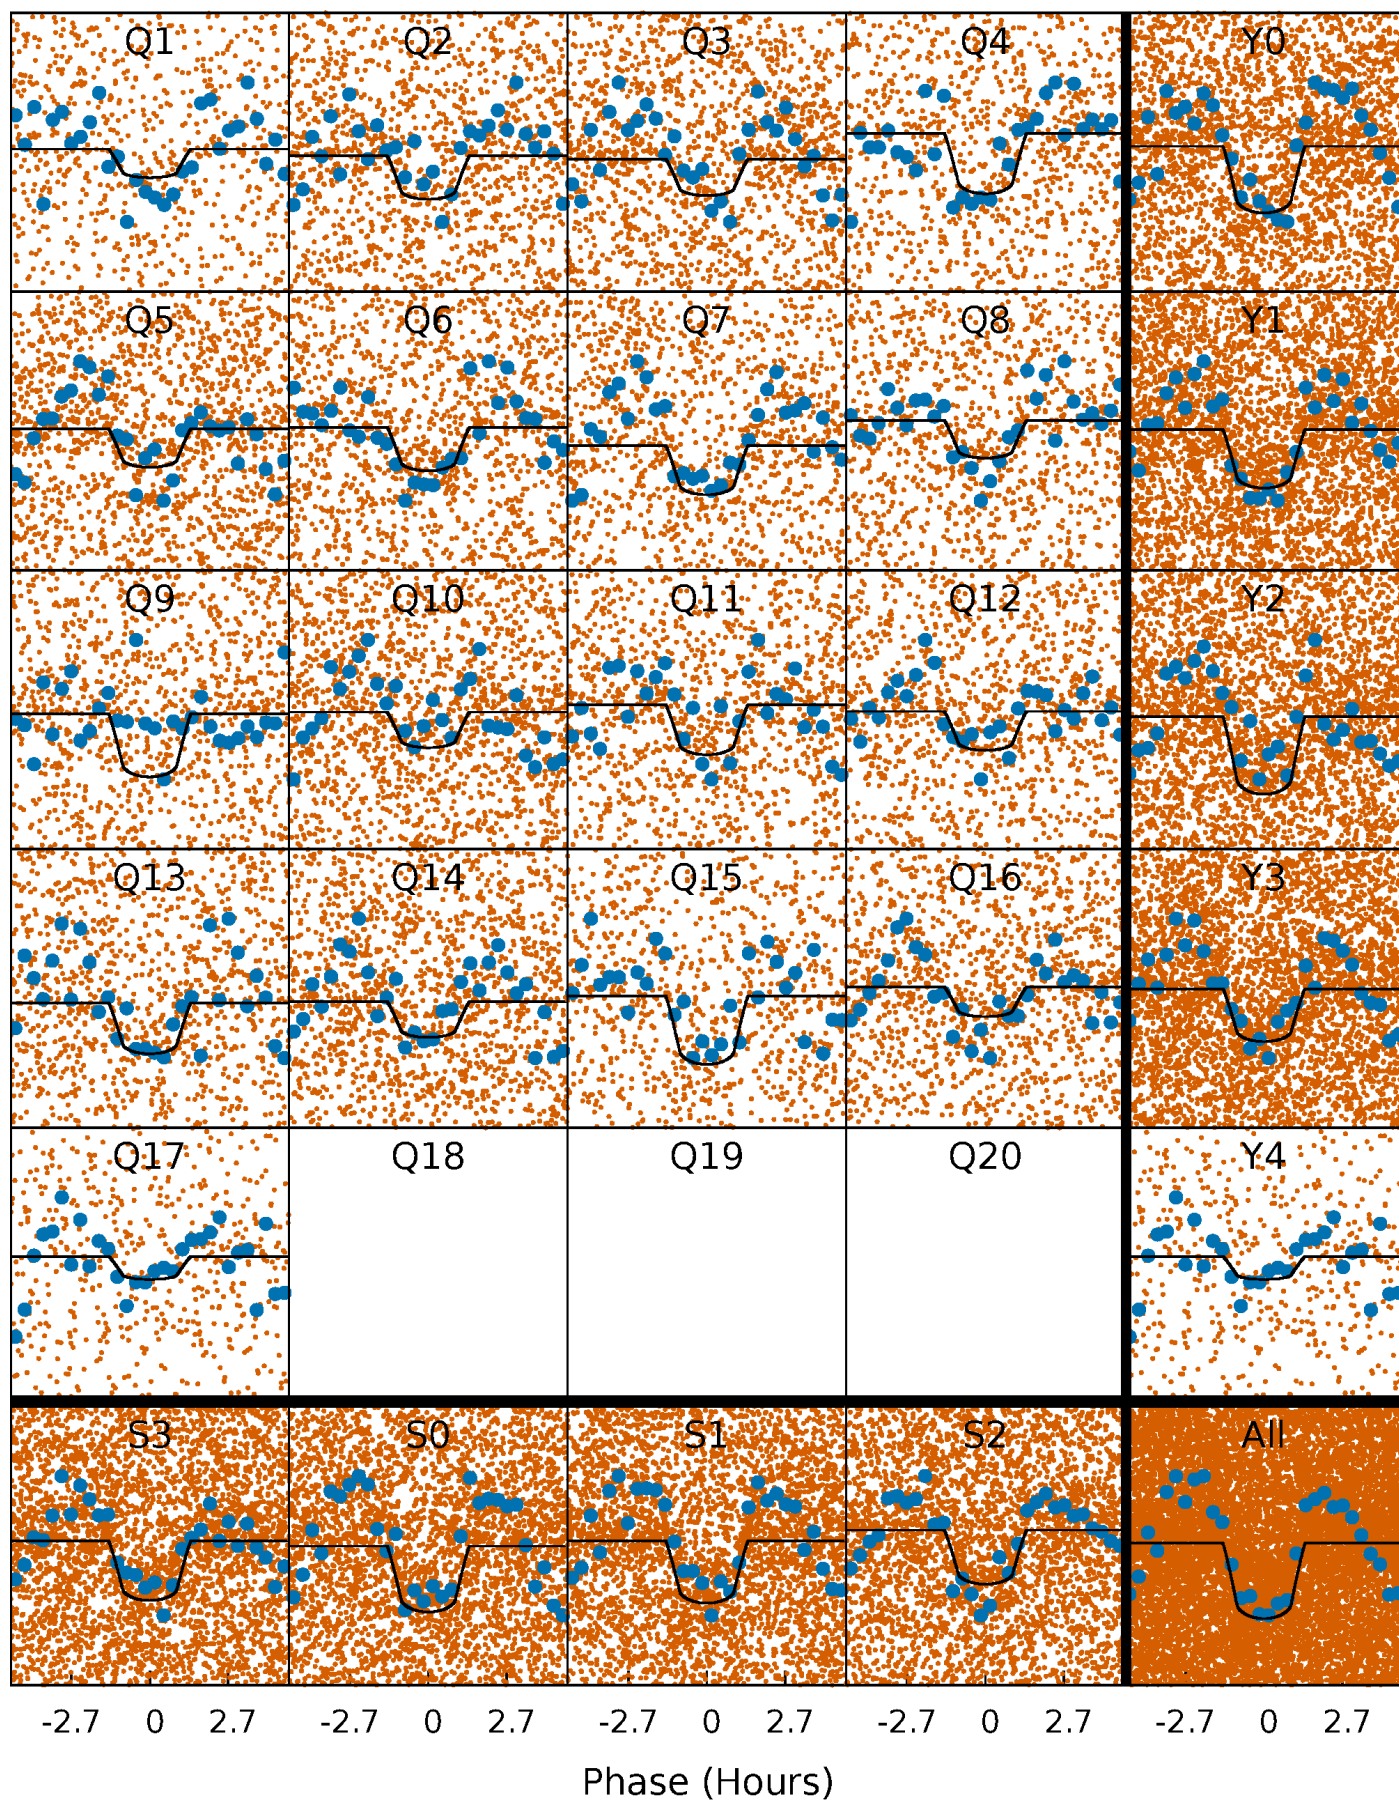 Q1 Q2 Q3 Q4 Y0
Q5 Q6 Q7 Q8 Y1
Q9 Q10 Q11 Q12 Y2
Q13 Q14 Q15 Q16 Y3
Q17 Q18 Q19 Q20 Y4
S3 S0 S1 S2 All
-2.7 0 2.7 -2.7 0 2.7 -2.7 0 2.7 -2.7 0 2.7 -2.7 0 2.7
Phase (Hours)